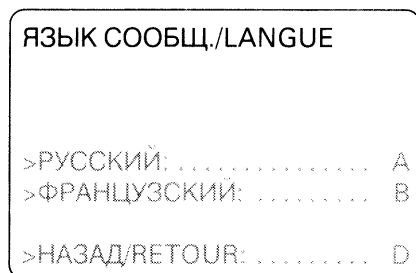 ЯЗЫК СООБЩ./LANGUE
>РУССКИЙ: . . . . . . . . . . . . . . . . A
>ФРАНЦУЗСКИЙ: . . . . . . . . . B
>НАЗАД/RETOUR: . . . . . . . . . D